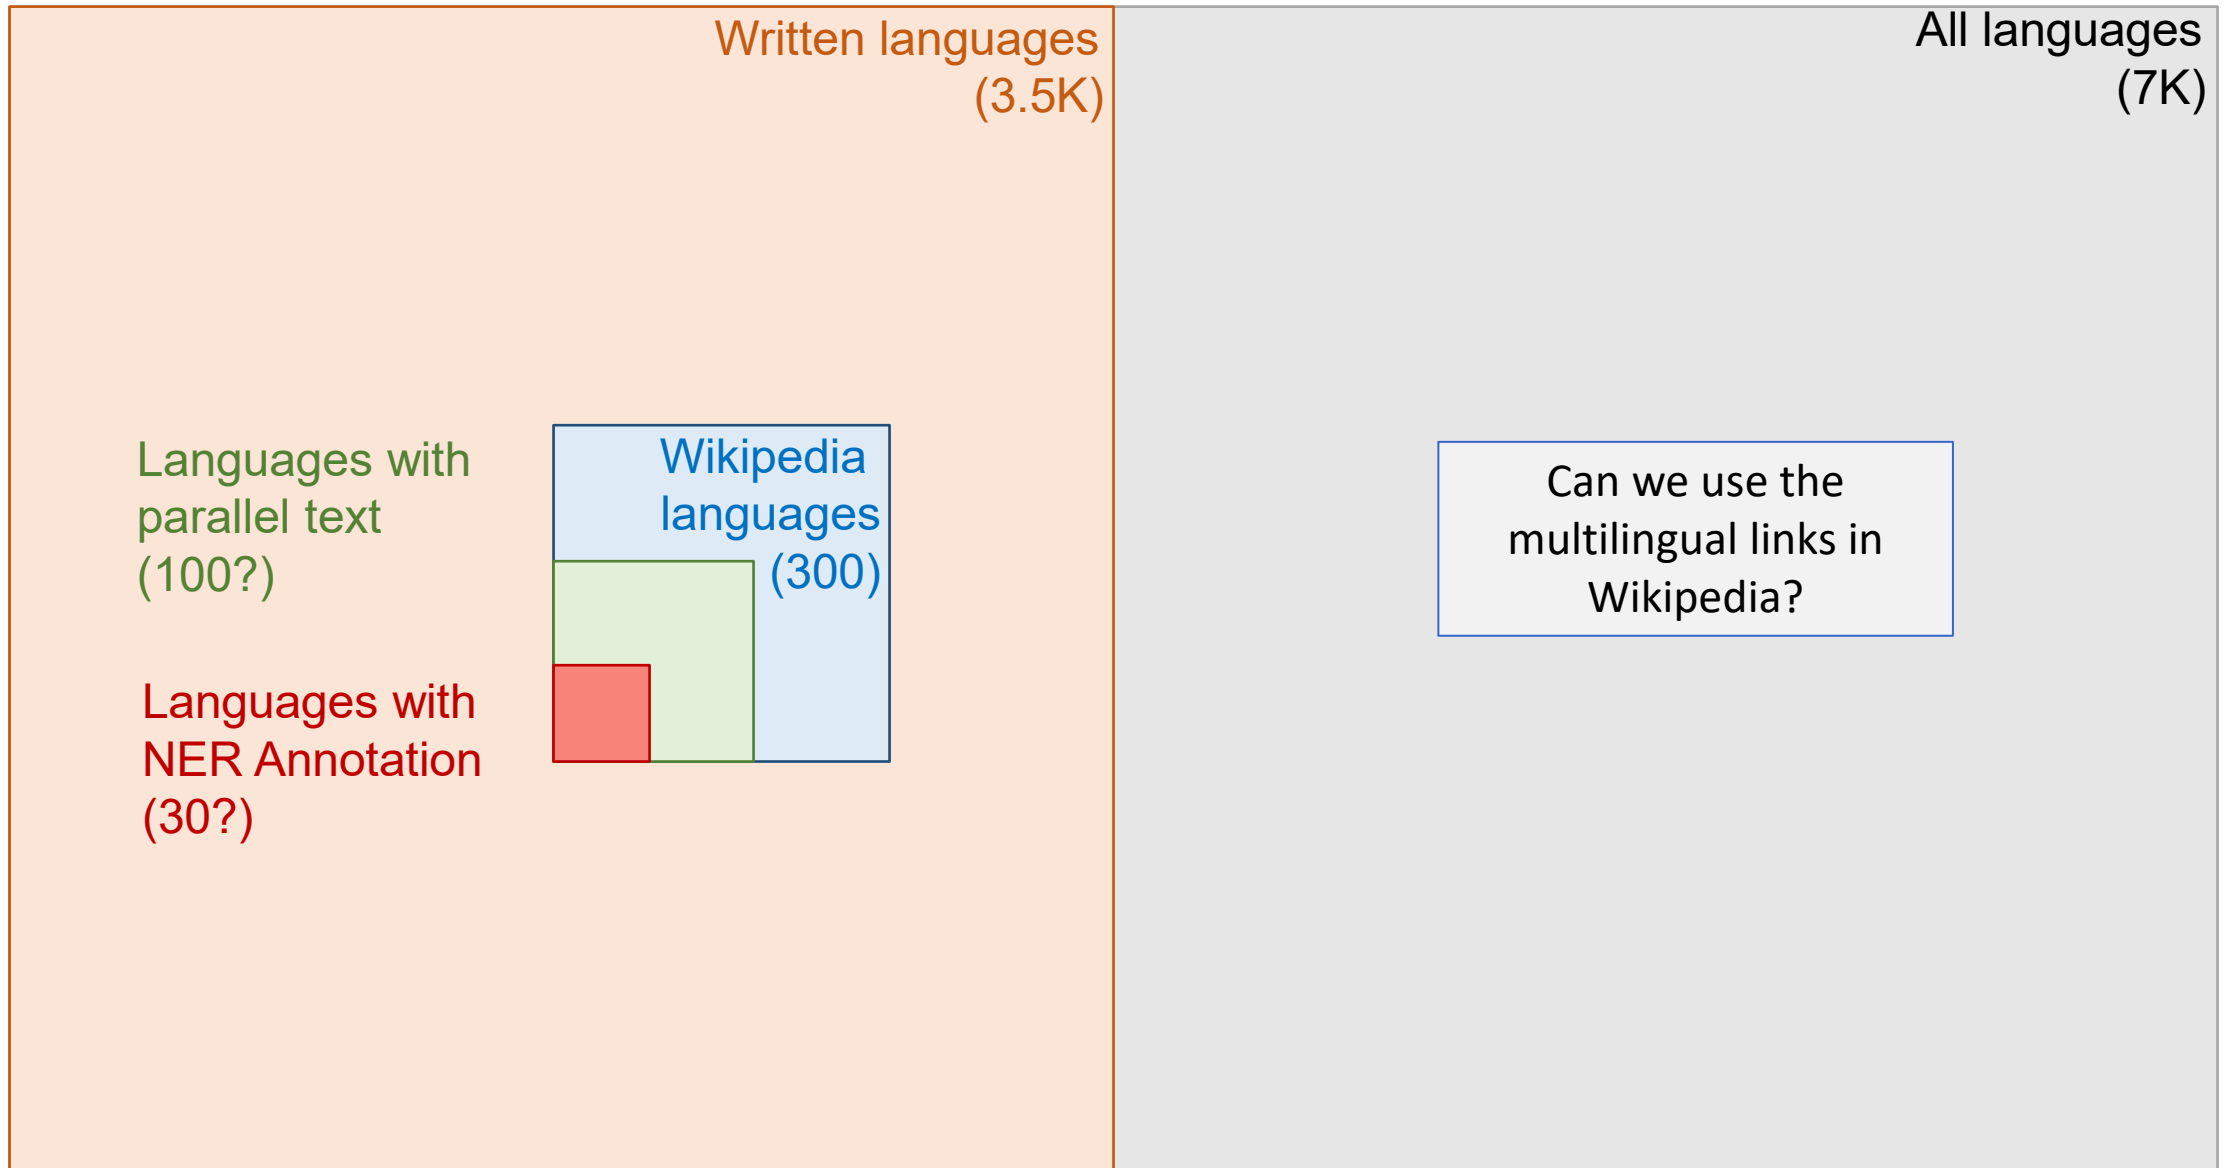 Written languages
(3.5K)
All languages
(7K)
Languages with
parallel text
(100?)
Wikipedia
languages
(300)
Can we use the
multilingual links in
Wikipedia?
Languages with
NER Annotation
(30?)